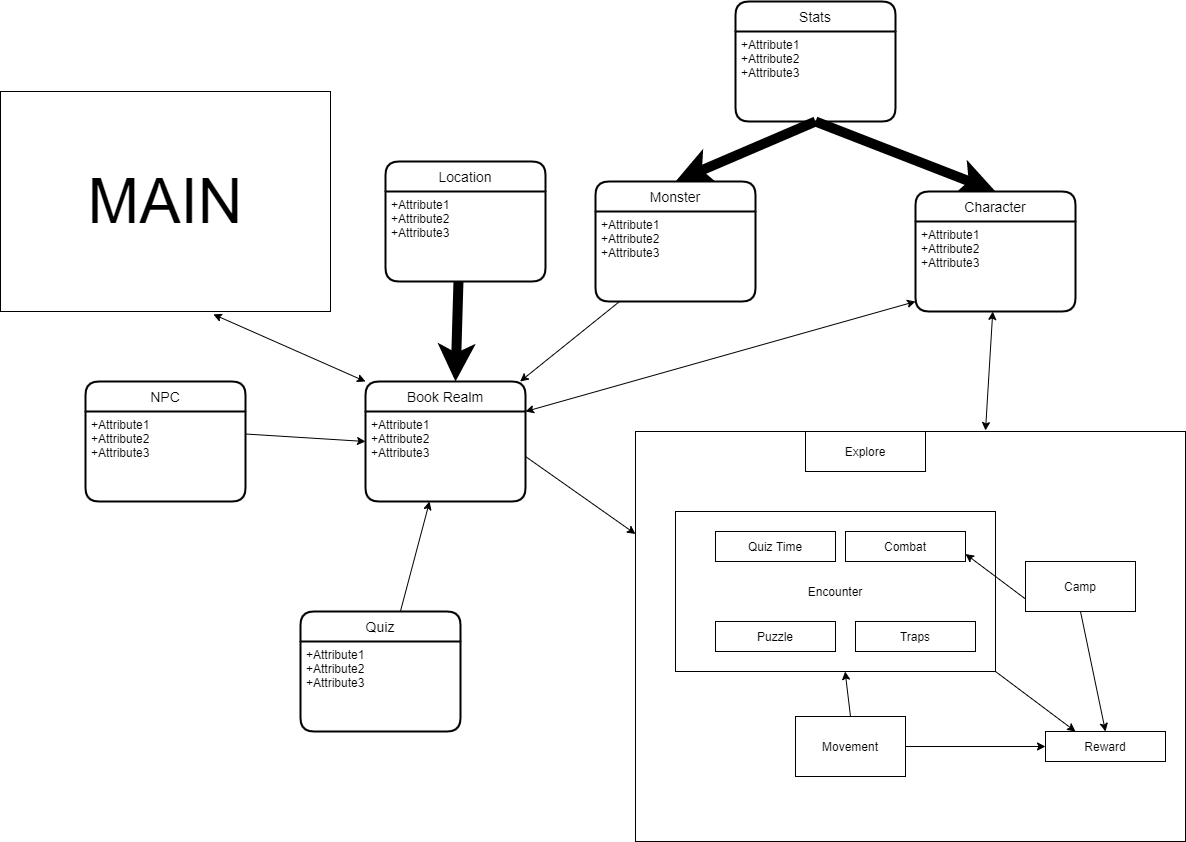 Stats
+Attribute1
+Attribute2
+Attribute3
MAIN
Location
+Attribute1
+Attribute2
+Attribute3
Monster
+Attribute1
+Attribute2
+Attribute3
Character
+Attribute1
+Attribute2
+Attribute3
NPC
+Attribute1
+Attribute2
+Attribute3
Book Realm
+Attribute1
+Attribute2
+Attribute3
Explore
Quiz Time
Combat
Encounter
Camp
Puzzle
Traps
Quiz
+Attribute1
+Attribute2
+Attribute3
Movement
Reward